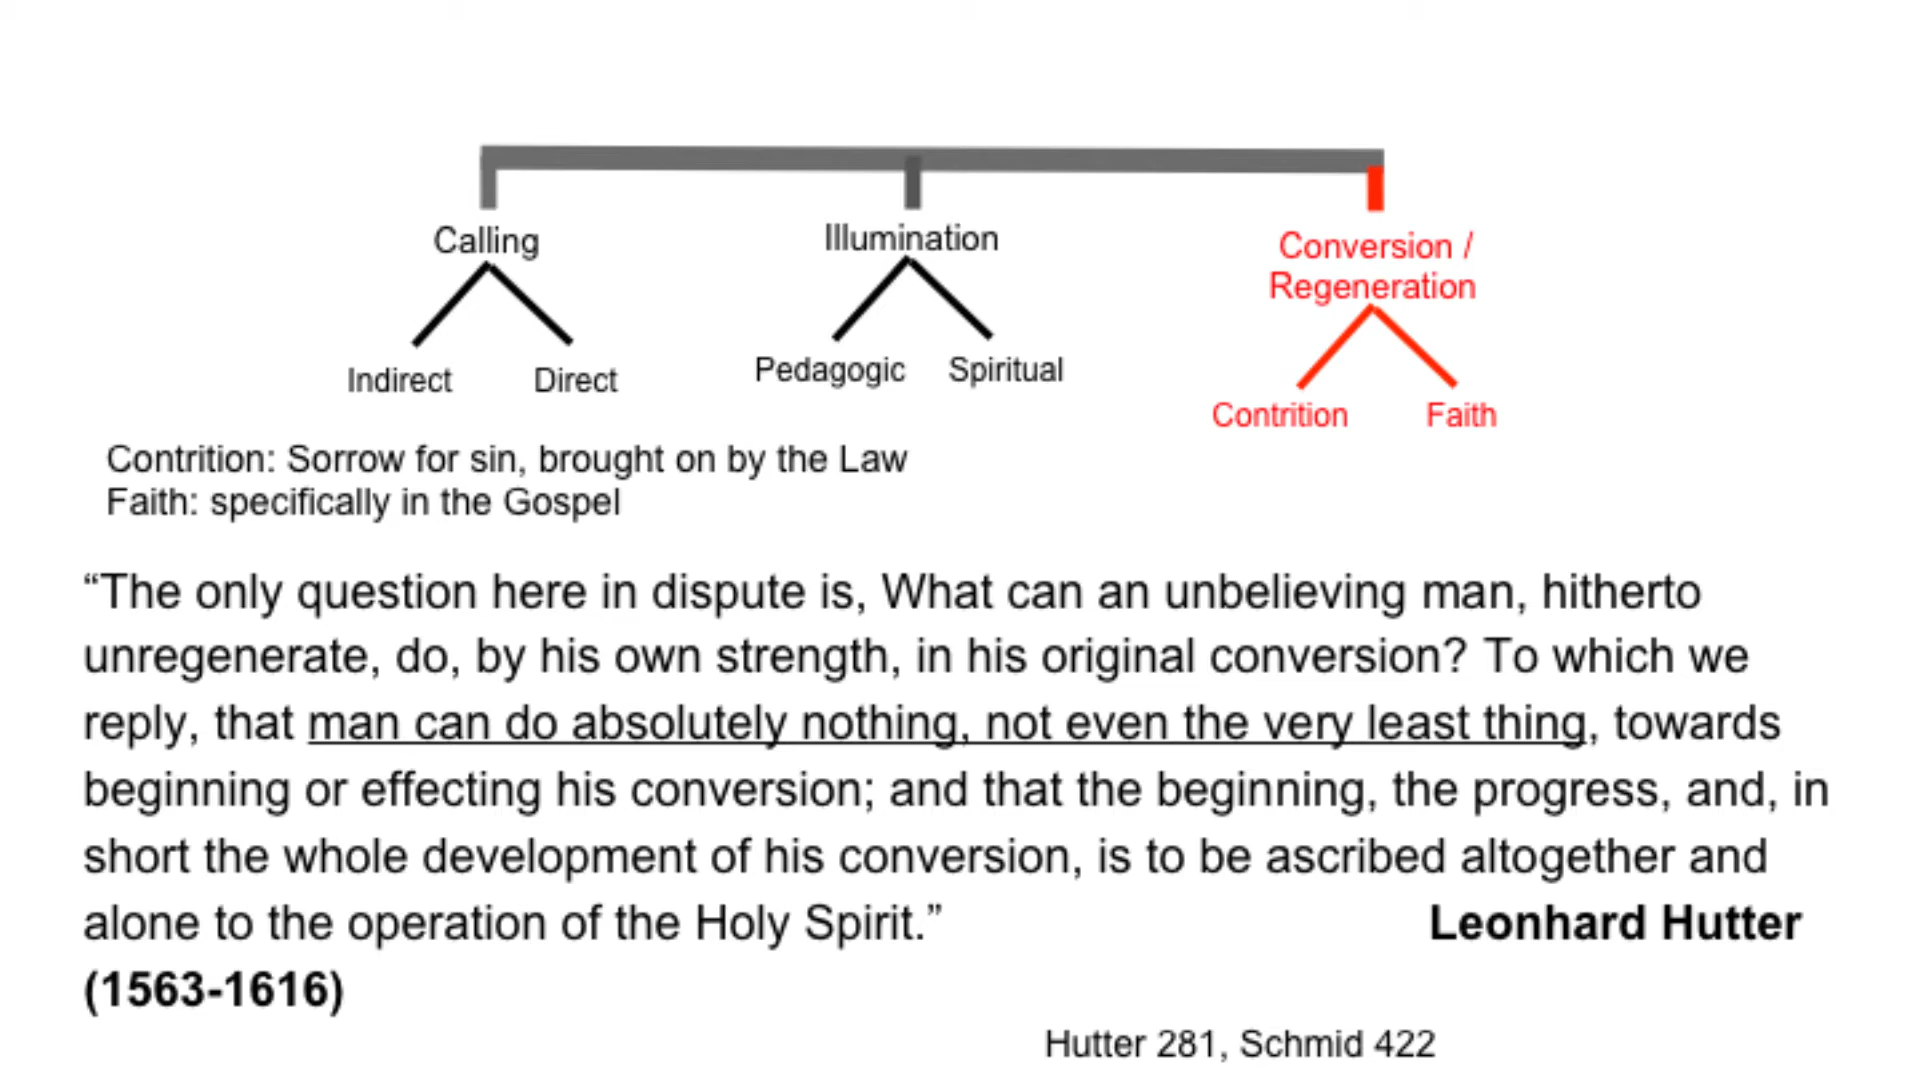 Calling
Illumination
Conversion /
Regeneration
Indirect
Direct
Pedagogic
Spiritual
Contrition
Faith
Contrition: Sorrow for sin, brought on by the Law
Faith: specifically in the Gospel
“The only question here in dispute is, What can an unbelieving man, hitherto
unregenerate, do, by his own strength, in his original conversion? To which we
reply, that man can do absolutely nothing, not even the very least thing, towards
beginning or effecting his conversion; and that the beginning, the progress, and, in
short the whole development of his conversion, is to be ascribed altogether and
alone to the operation of the Holy Spirit.” Leonhard Hutter
(1563-1616)
Hutter 281, Schmid 422